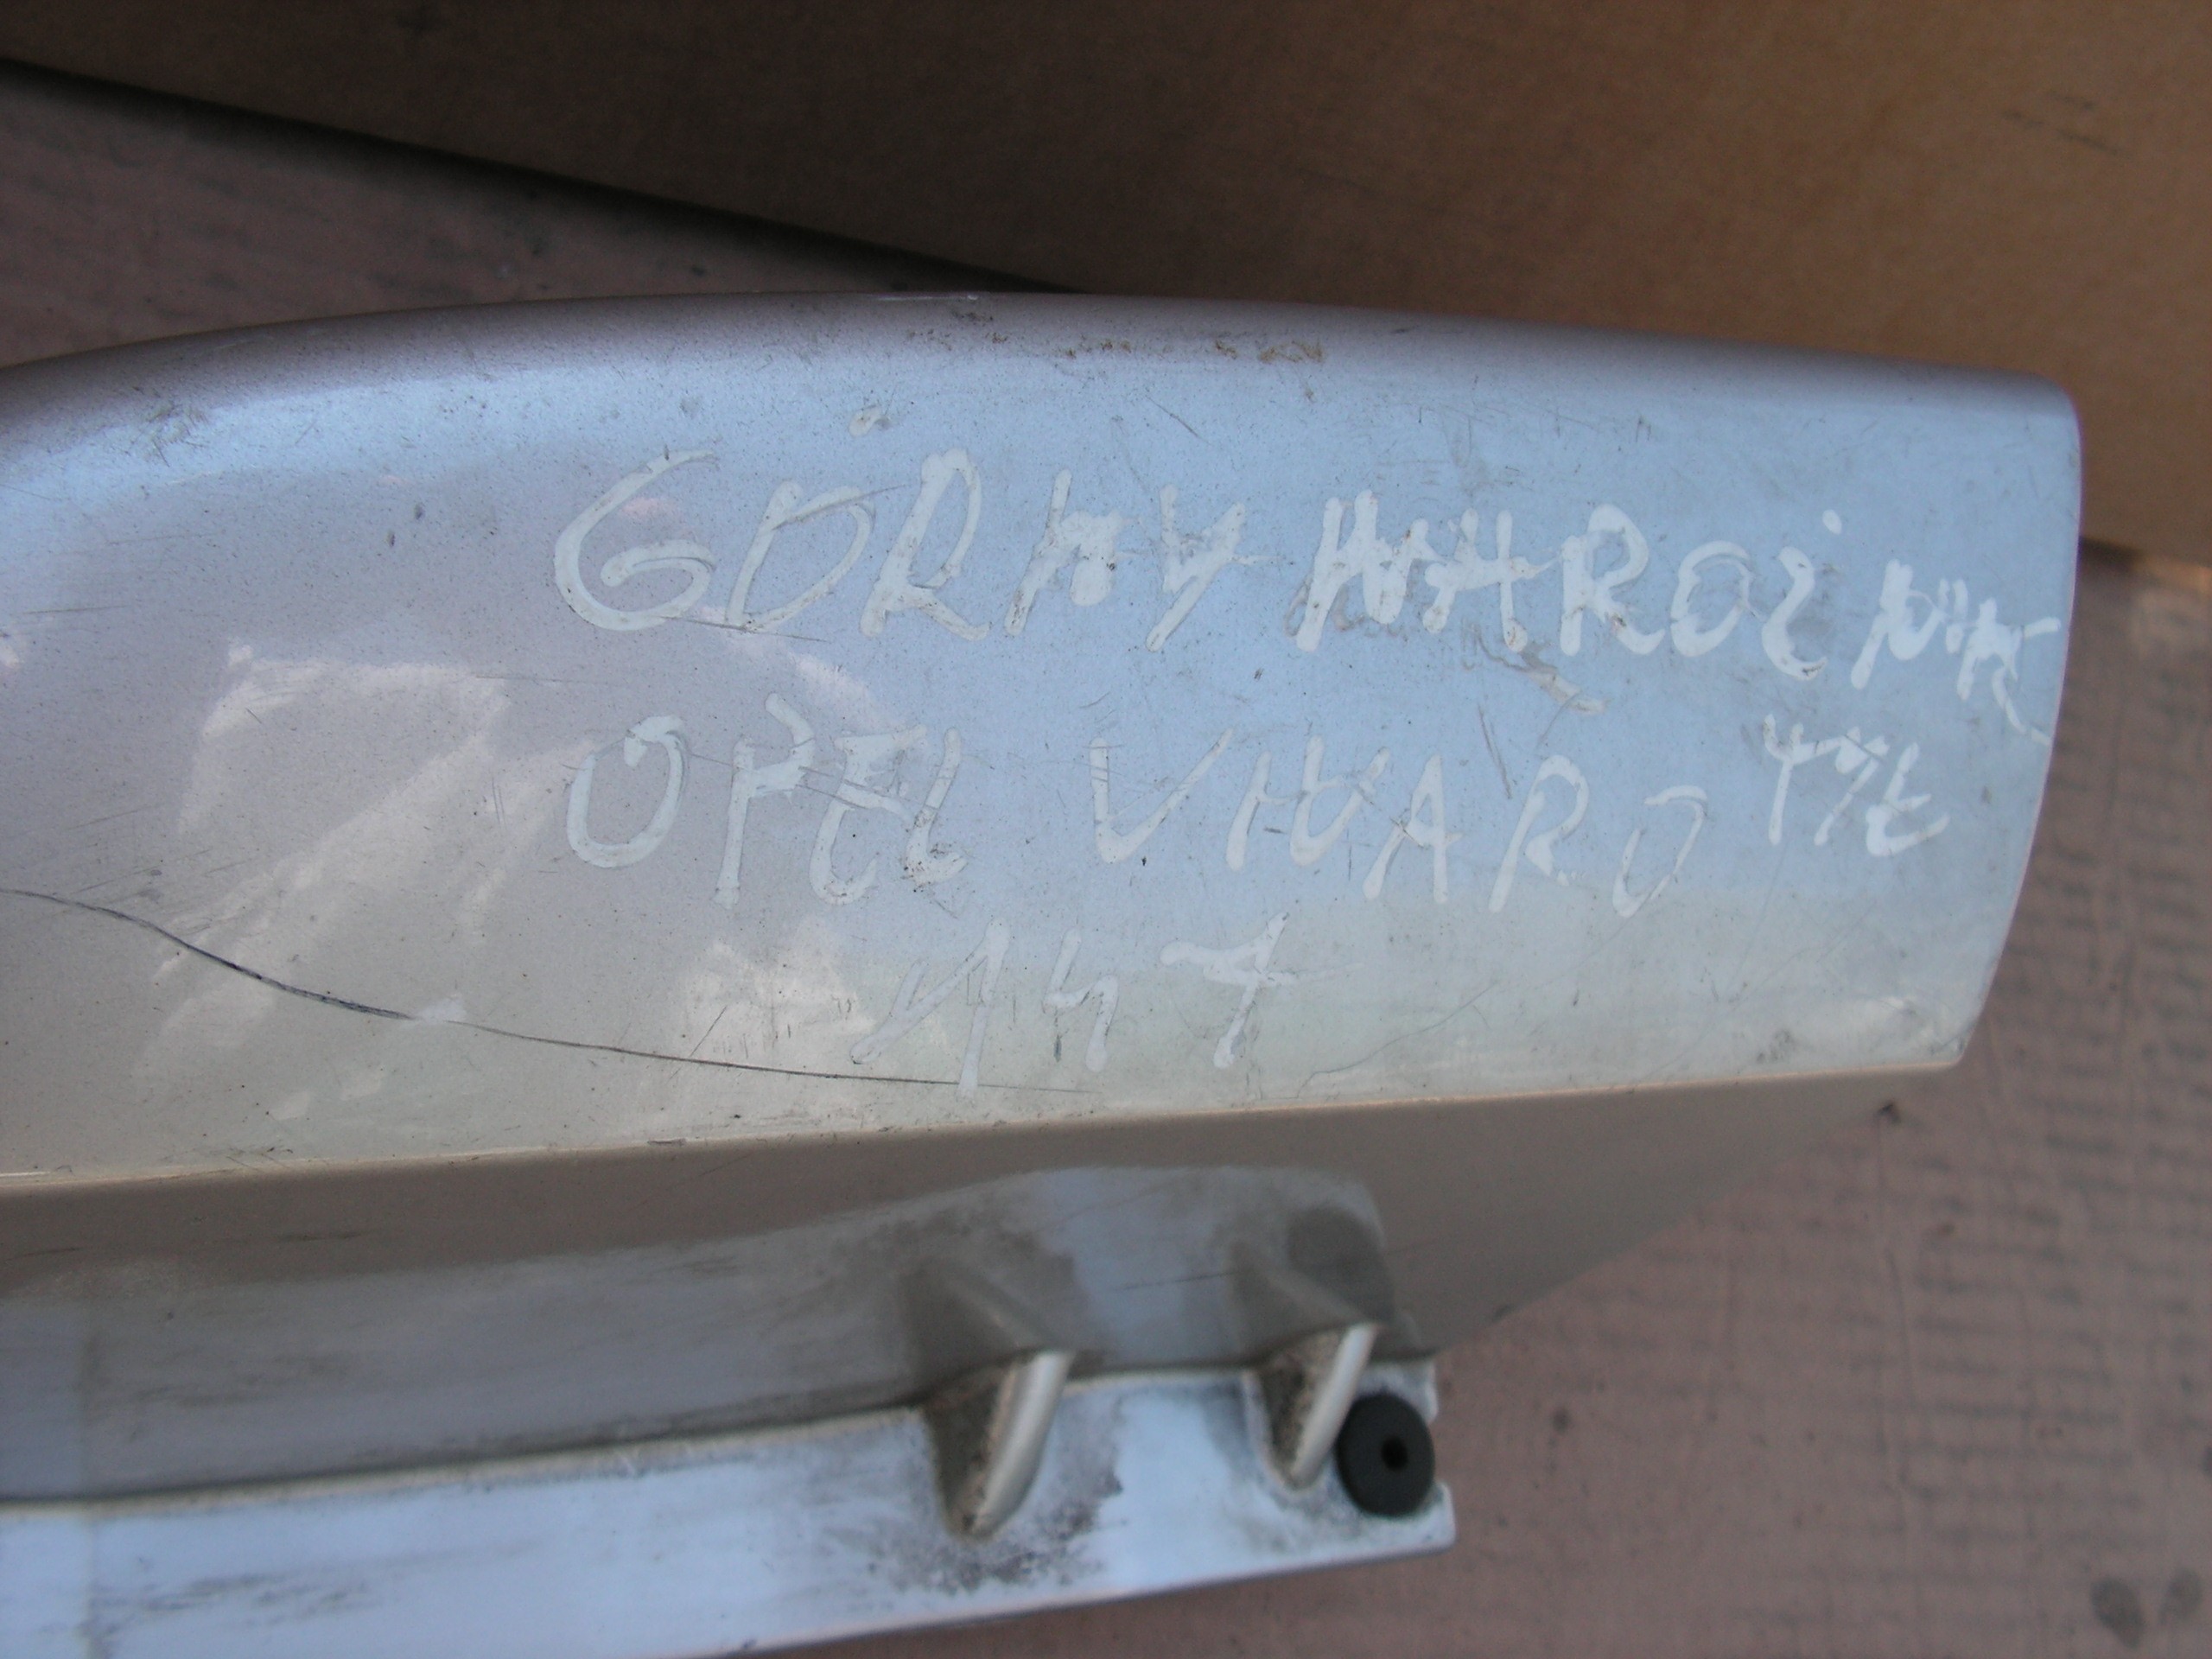 GÓRNY NAROŻNIK
OPEL VIVARO TYŁ
147